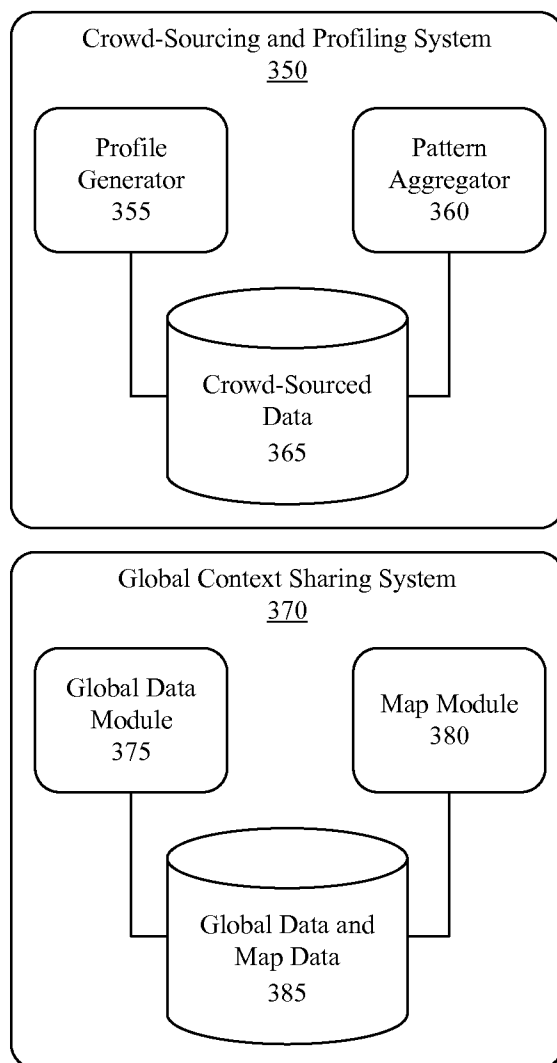 Crowd-Sourcing and Profiling System
350
Profile
Generator
355
Pattern
Aggregator
360
Crowd-Sourced
Data
365
Global Context Sharing System
370
Global Data
Module
375
Map Module
380
Global Data and
Map Data
385